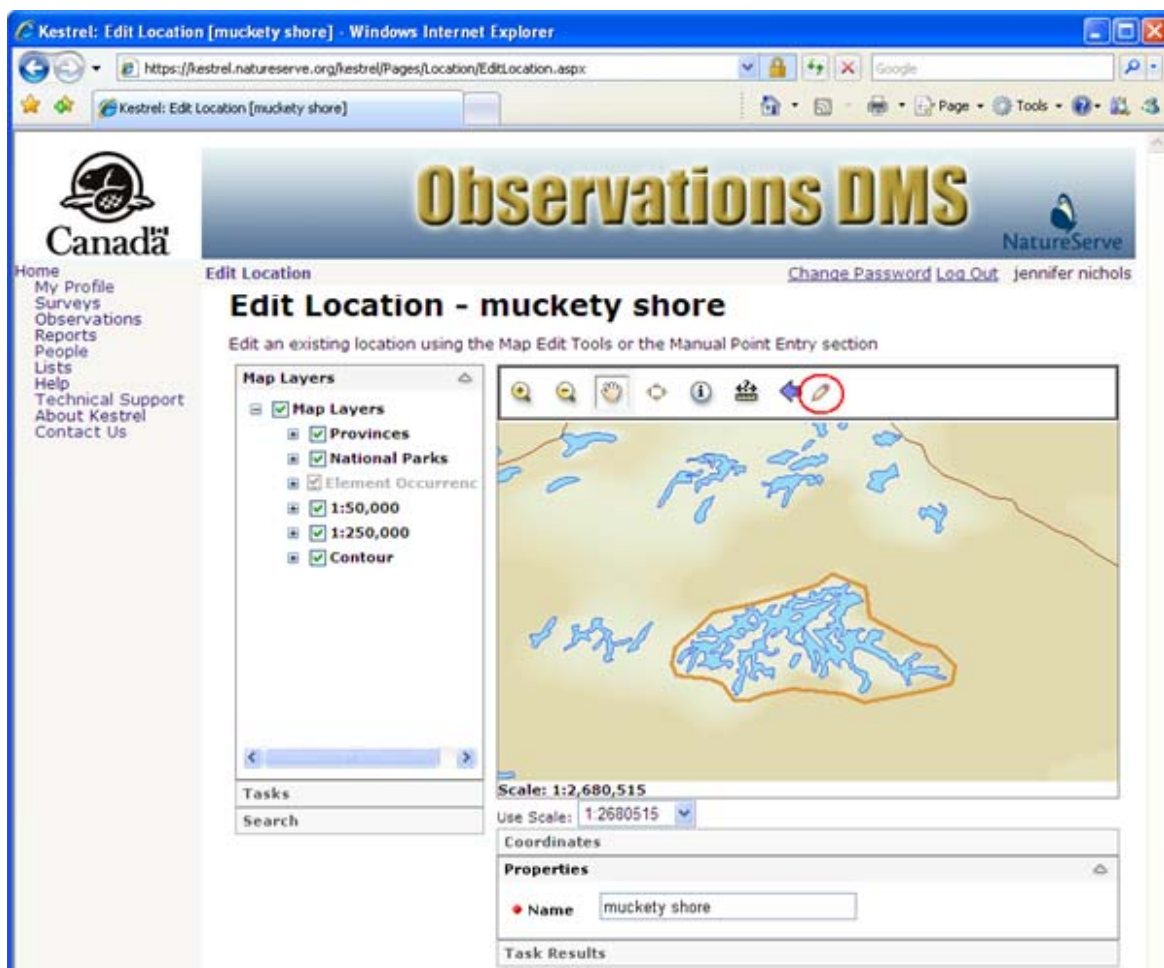 Kestrel: Edit Location [muckety shore] - Windows Internet Explorer
https://kestrel.natureserve.org/kestrel/Pages/Location/EditLocation.aspx
Google
Kestrel: Edit Location [muckety shore]
Page
Tools
Canada
Observations DMS
NatureServe
Home
My Profile
Surveys
Observations
Reports
People
Lists
Help
Technical Support
About Kestrel
Contact Us
Edit Location
Change Password Log Out jennifer nichols
Edit Location - muckety shore
Edit an existing location using the Map Edit Tools or the Manual Point Entry section
Map Layers
Map Layers
Provinces
National Parks
Element Occurrenc
1:50,000
1:250,000
Contour
Tasks
Search
Scale: 1:2,680,515
Use Scale: 1:2680515
Coordinates
Properties
Name muckety shore
Task Results